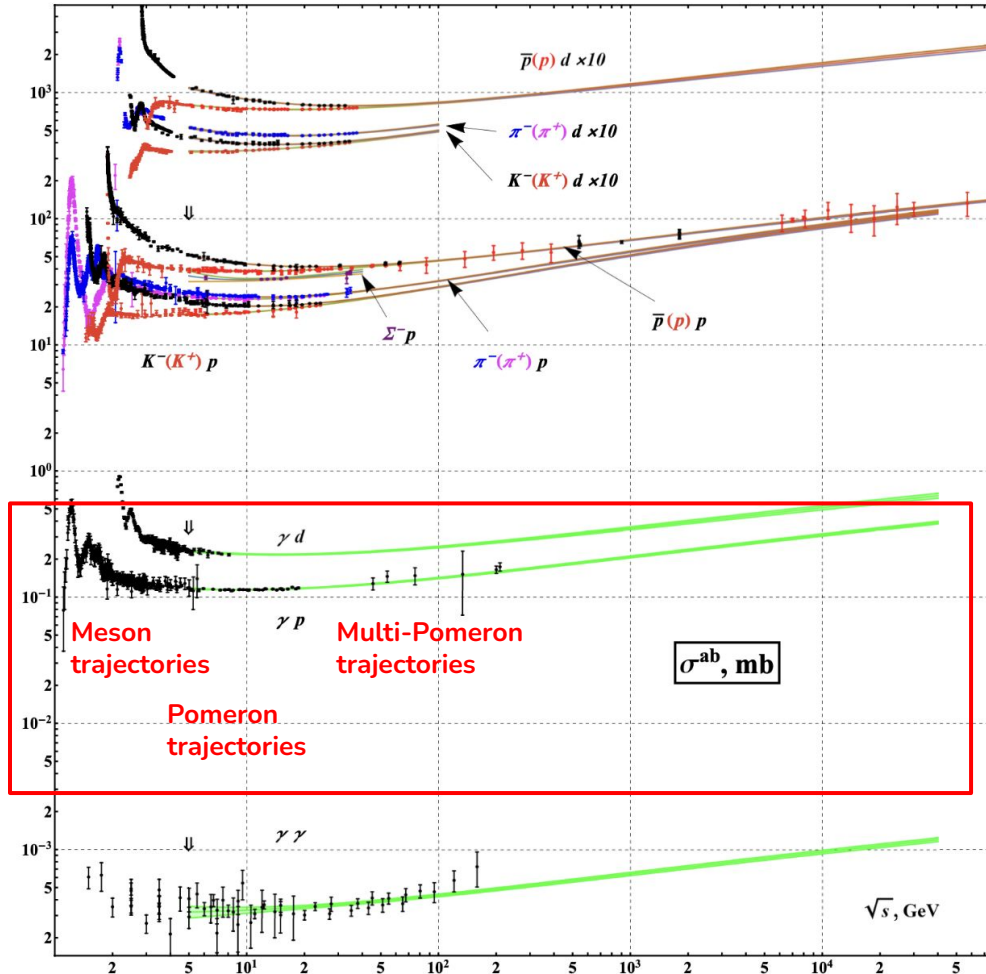 2
10³
5
2
10²
5
2
10¹
5
2
10⁰
5
2
10⁻¹
5
2
10⁻²
5
2
10⁻³
5
2
p̅(p) d ×10
π⁻(π⁺) d ×10
K⁻(K⁺) d ×10
⇓
Σ⁻p
p̅(p) p
K⁻(K⁺) p
π⁻(π⁺) p
⇓
γ d
γ p
Meson
trajectories
Multi-Pomeron
trajectories
σᵃᵇ, mb
Pomeron
trajectories
⇓
γ γ
√s, GeV
2 5 10¹ 2 5 10² 2 5 10³ 2 5 10⁴ 2 5